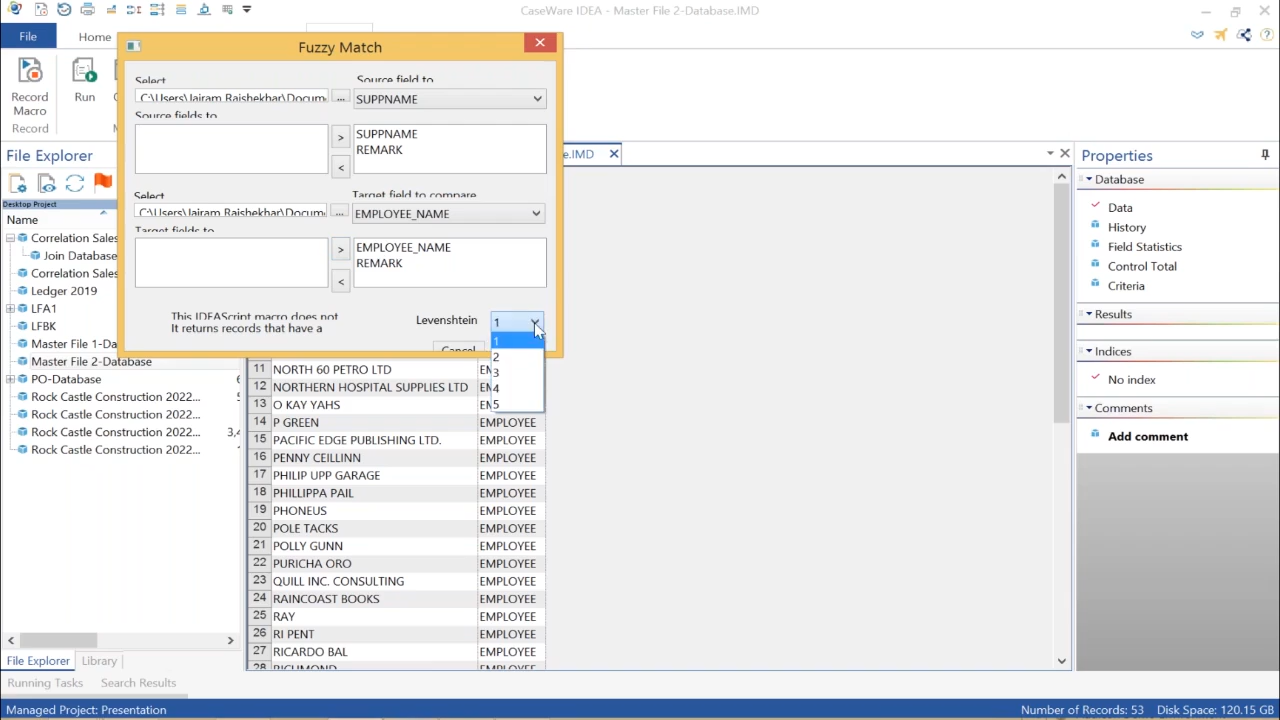 CaseWare IDEA - Master File 2-Database.IMD
File
Home
Record
Macro
Run
Record
Fuzzy Match
Select
Source field to
C:\Users\Jairam Rajshekhar\Docum
...
SUPPNAME
Source fields to
>
<
SUPPNAME
REMARK
Select
Target field to compare
C:\Users\Jairam Rajshekhar\Docum
...
EMPLOYEE_NAME
Target fields to
>
<
EMPLOYEE_NAME
REMARK
This IDEAScript macro does not
It returns records that have a
Levenshtein
1
1
2
3
4
5
Cancel
File Explorer
Desktop Project
Name
Correlation Sales
Join Database
Correlation Sales
Ledger 2019
LFA1
LFBK
Master File 1-Da
Master File 2-Database
PO-Database 6
Rock Castle Construction 2022...
Rock Castle Construction 2022...
Rock Castle Construction 2022... 3,4
Rock Castle Construction 2022...
File Explorer
Library
Running Tasks
Search Results
e.IMD
11 NORTH 60 PETRO LTD
12 NORTHERN HOSPITAL SUPPLIES LTD
13 O KAY YAHS
14 P GREEN EMPLOYEE
15 PACIFIC EDGE PUBLISHING LTD. EMPLOYEE
16 PENNY CEILLINN EMPLOYEE
17 PHILIP UPP GARAGE EMPLOYEE
18 PHILLIPPA PAIL EMPLOYEE
19 PHONEUS EMPLOYEE
20 POLE TACKS EMPLOYEE
21 POLLY GUNN EMPLOYEE
22 PURICHA ORO EMPLOYEE
23 QUILL INC. CONSULTING EMPLOYEE
24 RAINCOAST BOOKS EMPLOYEE
25 RAY EMPLOYEE
26 RI PENT EMPLOYEE
27 RICARDO BAL EMPLOYEE
28 RICHMOND EMPLOYEE
Properties
Database
Data
History
Field Statistics
Control Total
Criteria
Results
Indices
No index
Comments
Add comment
Managed Project: Presentation
Number of Records: 53
Disk Space: 120.15 GB